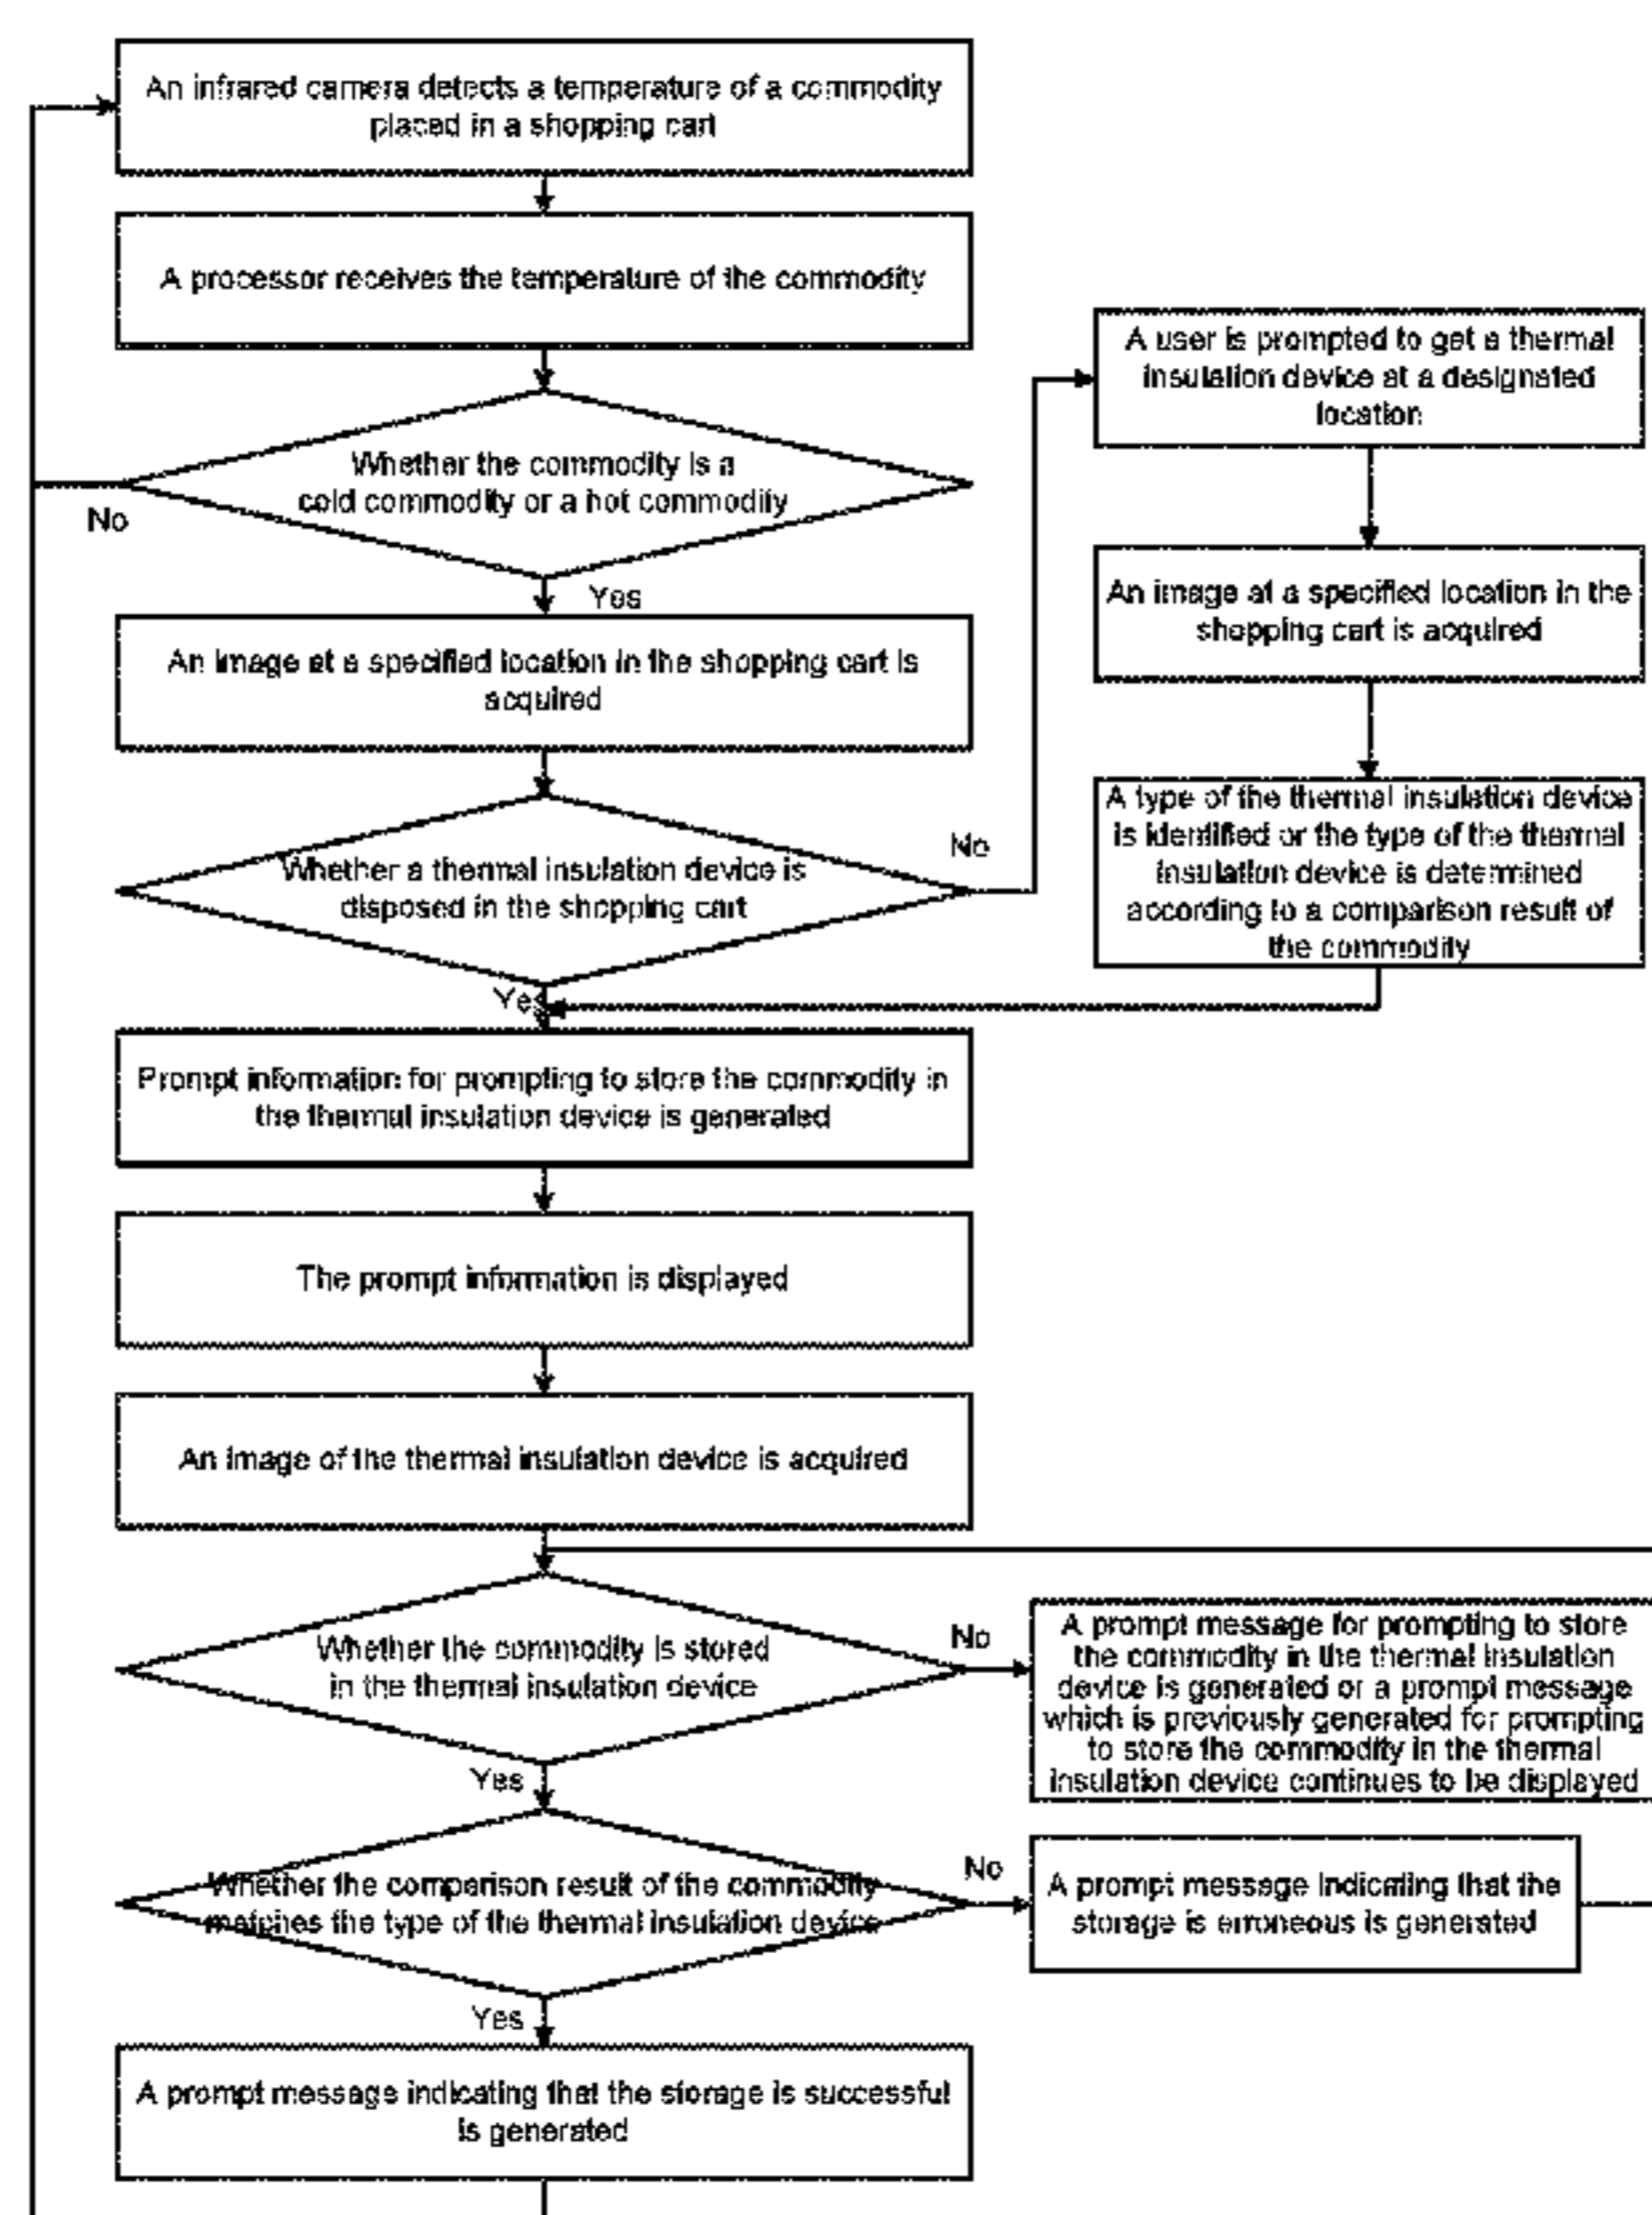 An infrared camera detects a temperature of a commodity
placed in a shopping cart
A processor receives the temperature of the commodity
Whether the commodity is a
cold commodity or a hot commodity
No
Yes
An image at a specified location in the shopping cart is
acquired
Whether a thermal insulation device is
disposed in the shopping cart
No
Yes
A user is prompted to get a thermal
insulation device at a designated
location
An image at a specified location in the
shopping cart is acquired
A type of the thermal insulation device
is identified or the type of the thermal
insulation device is determined
according to a comparison result of
the commodity
Prompt information for prompting to store the commodity in
the thermal insulation device is generated
The prompt information is displayed
An image of the thermal insulation device is acquired
Whether the commodity is stored
in the thermal insulation device
No
A prompt message for prompting to store
the commodity in the thermal insulation
device is generated or a prompt message
which is previously generated for prompting
to store the commodity in the thermal
insulation device continues to be displayed
Yes
Whether the comparison result of the commodity
matches the type of the thermal insulation device
No
A prompt message indicating that the
storage is erroneous is generated
Yes
A prompt message indicating that the storage is successful
is generated